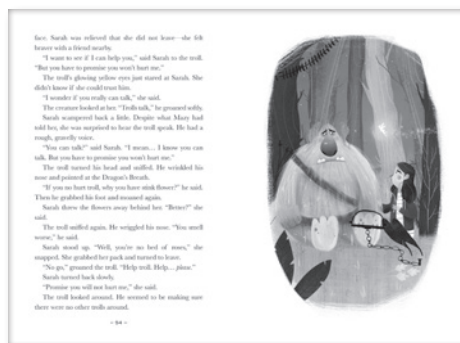 face. Sarah was relieved that she did not leave—she felt
braver with a friend nearby.
"I want to see if I can help you," said Sarah to the troll.
"But you have to promise you won't hurt me."
The troll's glowing yellow eyes just stared at Sarah. She
didn't know if she could trust him.
"I wonder if you really can talk," she said.
The creature looked at her. "Trolls talk," he groaned softly.
Sarah scampered back a little. Despite what Mary had
told her, she was surprised to hear the troll speak. He had a
rough, gravelly voice.
"You can talk?" said Sarah. "I mean… I know you can
talk. But you have to promise you won't hurt me."
The troll turned his head and sniffed. He wrinkled his
nose and pointed at the Dragon's Breath.
"If you no hurt troll, why you have stink flower?" he said.
Then he grabbed his foot and moaned again.
Sarah threw the flowers away behind her. "Better?" she
said.
The troll sniffed again. He wriggled his nose. "You smell
worse," he said.
Sarah stood up. "Well, you're no bed of roses," she
snapped. She grabbed her pack and turned to leave.
"No go," groaned the troll. "Help troll. Help… please."
Sarah turned back slowly.
"Promise you will not hurt me," she said.
The troll looked around. He seemed to be making sure
there were no other trolls around.
~ 94 ~